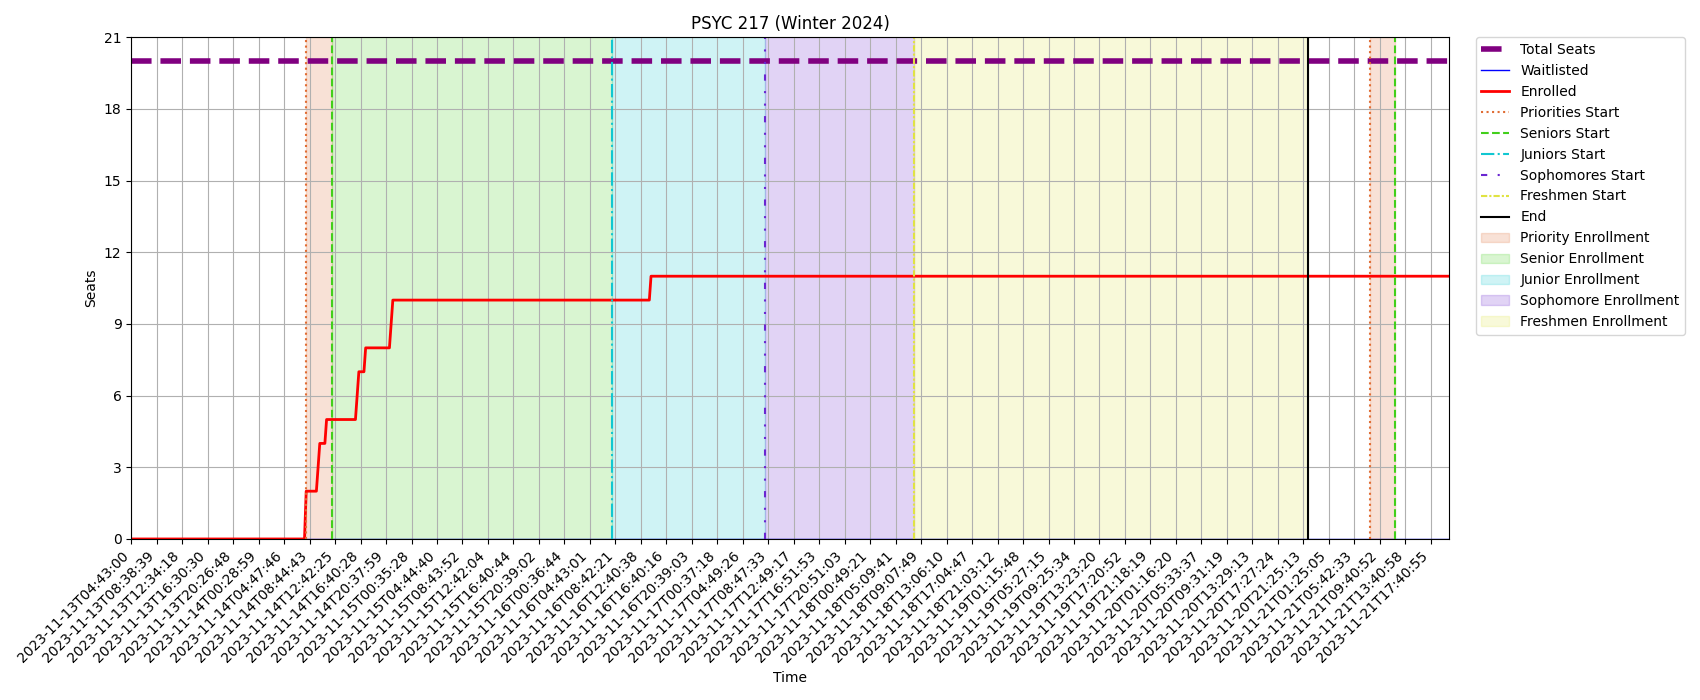 PSYC 217 (Winter 2024)
21
18
15
12
9
6
3
0
Seats
2023-11-13T04:43:00
2023-11-13T08:38:39
2023-11-13T12:34:18
2023-11-13T16:30:30
2023-11-13T20:26:48
2023-11-14T00:28:59
2023-11-14T04:47:46
2023-11-14T08:44:43
2023-11-14T12:42:25
2023-11-14T16:40:28
2023-11-14T20:37:59
2023-11-15T00:35:28
2023-11-15T04:44:40
2023-11-15T08:43:52
2023-11-15T12:42:04
2023-11-15T16:40:44
2023-11-15T20:39:02
2023-11-16T00:36:44
2023-11-16T04:43:01
2023-11-16T08:42:21
2023-11-16T12:40:38
2023-11-16T16:40:16
2023-11-16T20:39:03
2023-11-17T00:37:18
2023-11-17T04:49:26
2023-11-17T08:47:33
2023-11-17T12:49:17
2023-11-17T16:51:53
2023-11-17T20:51:03
2023-11-18T00:49:21
2023-11-18T05:09:41
2023-11-18T09:07:49
2023-11-18T13:06:10
2023-11-18T17:04:47
2023-11-18T21:03:12
2023-11-19T01:15:48
2023-11-19T05:27:15
2023-11-19T09:25:34
2023-11-19T13:23:20
2023-11-19T17:20:52
2023-11-19T21:18:19
2023-11-20T01:16:20
2023-11-20T05:33:37
2023-11-20T09:31:19
2023-11-20T13:29:13
2023-11-20T17:27:24
2023-11-20T21:25:13
2023-11-21T01:25:05
2023-11-21T05:42:33
2023-11-21T09:40:52
2023-11-21T13:40:58
2023-11-21T17:40:55
Time
Total Seats
Waitlisted
Enrolled
Priorities Start
Seniors Start
Juniors Start
Sophomores Start
Freshmen Start
End
Priority Enrollment
Senior Enrollment
Junior Enrollment
Sophomore Enrollment
Freshmen Enrollment